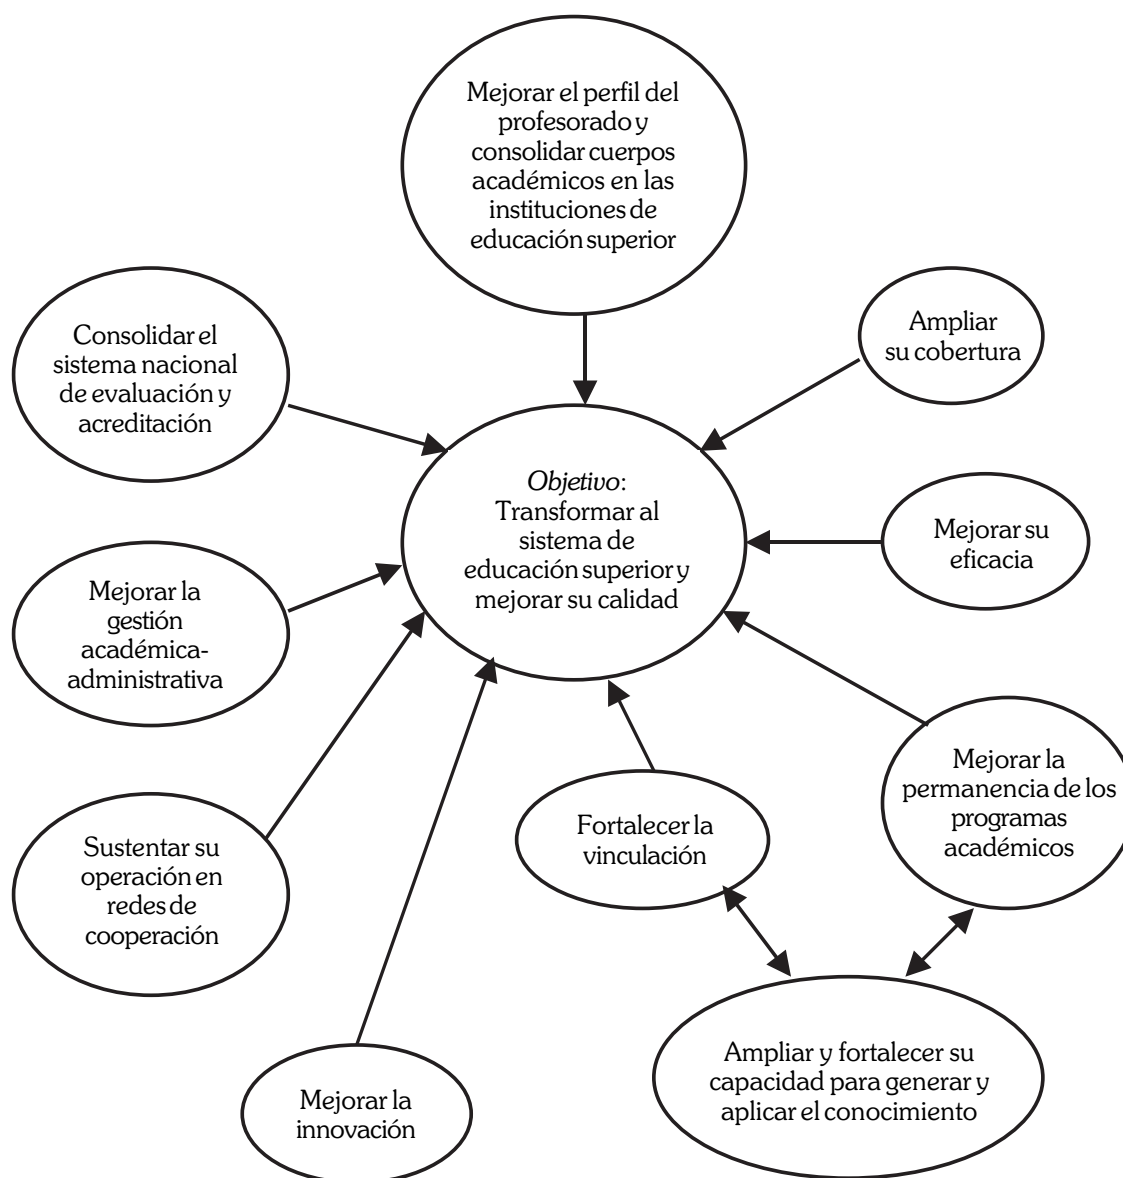 Mejorar el perfil del
profesorado y
consolidar cuerpos
académicos en las
instituciones de
educación superior
Consolidar el
sistema nacional
de evaluación y
acreditación
Ampliar
su cobertura
Objetivo:
Transformar al
sistema de
educación superior y
mejorar su calidad
Mejorar su
eficacia
Mejorar la
gestión
académica-
administrativa
Mejorar la
permanencia de los
programas
académicos
Fortalecer la
vinculación
Sustentar su
operación en
redes de
cooperación
Ampliar y fortalecer su
capacidad para generar y
aplicar el conocimiento
Mejorar la
innovación